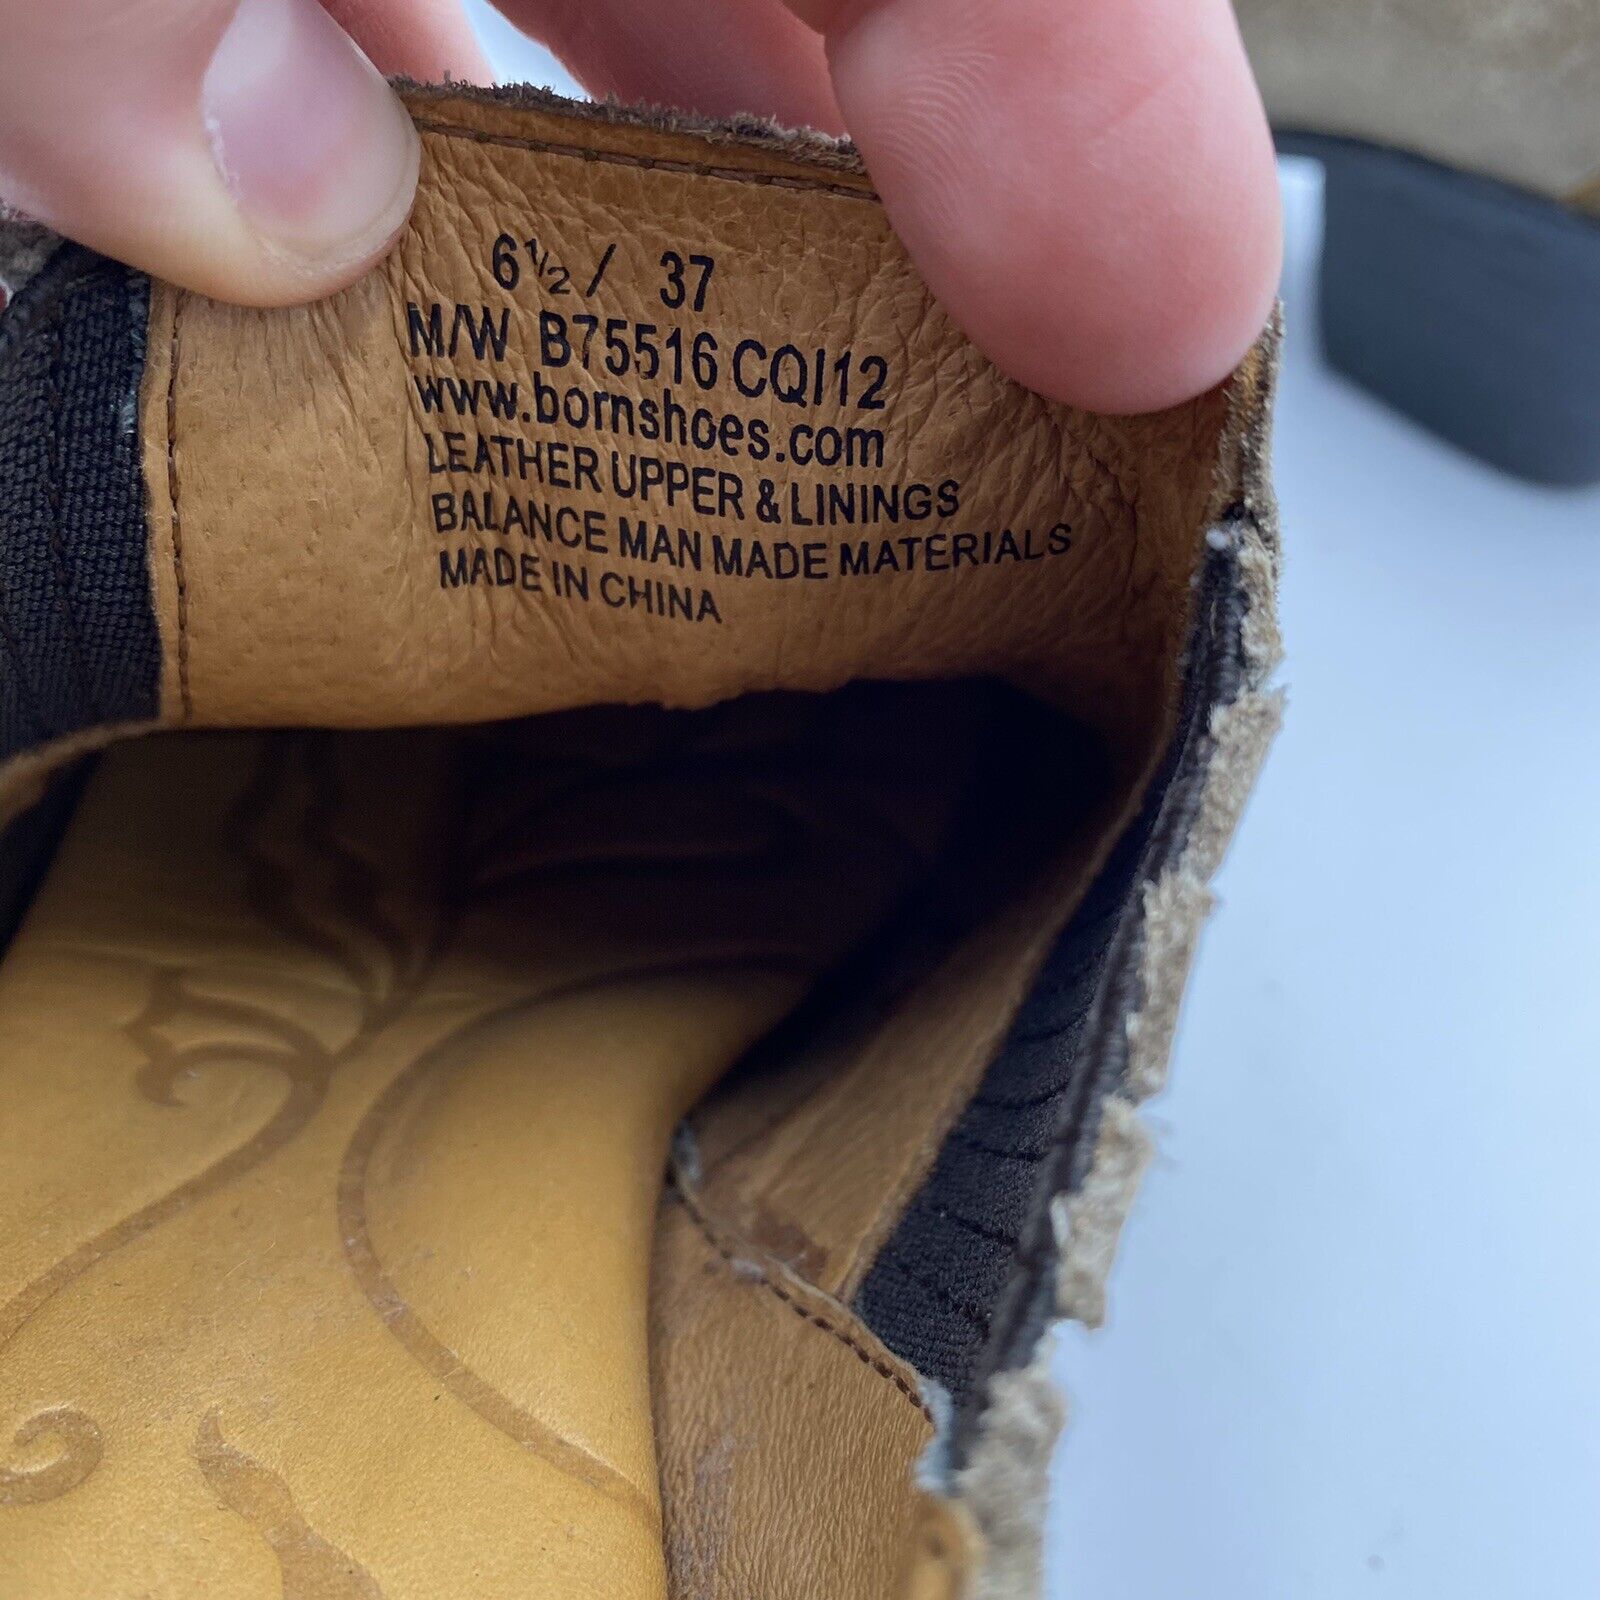 6½ / 37
M/W B75516 CQI12
www.bornshoes.com
LEATHER UPPER & LININGS
BALANCE MAN MADE MATERIALS
MADE IN CHINA